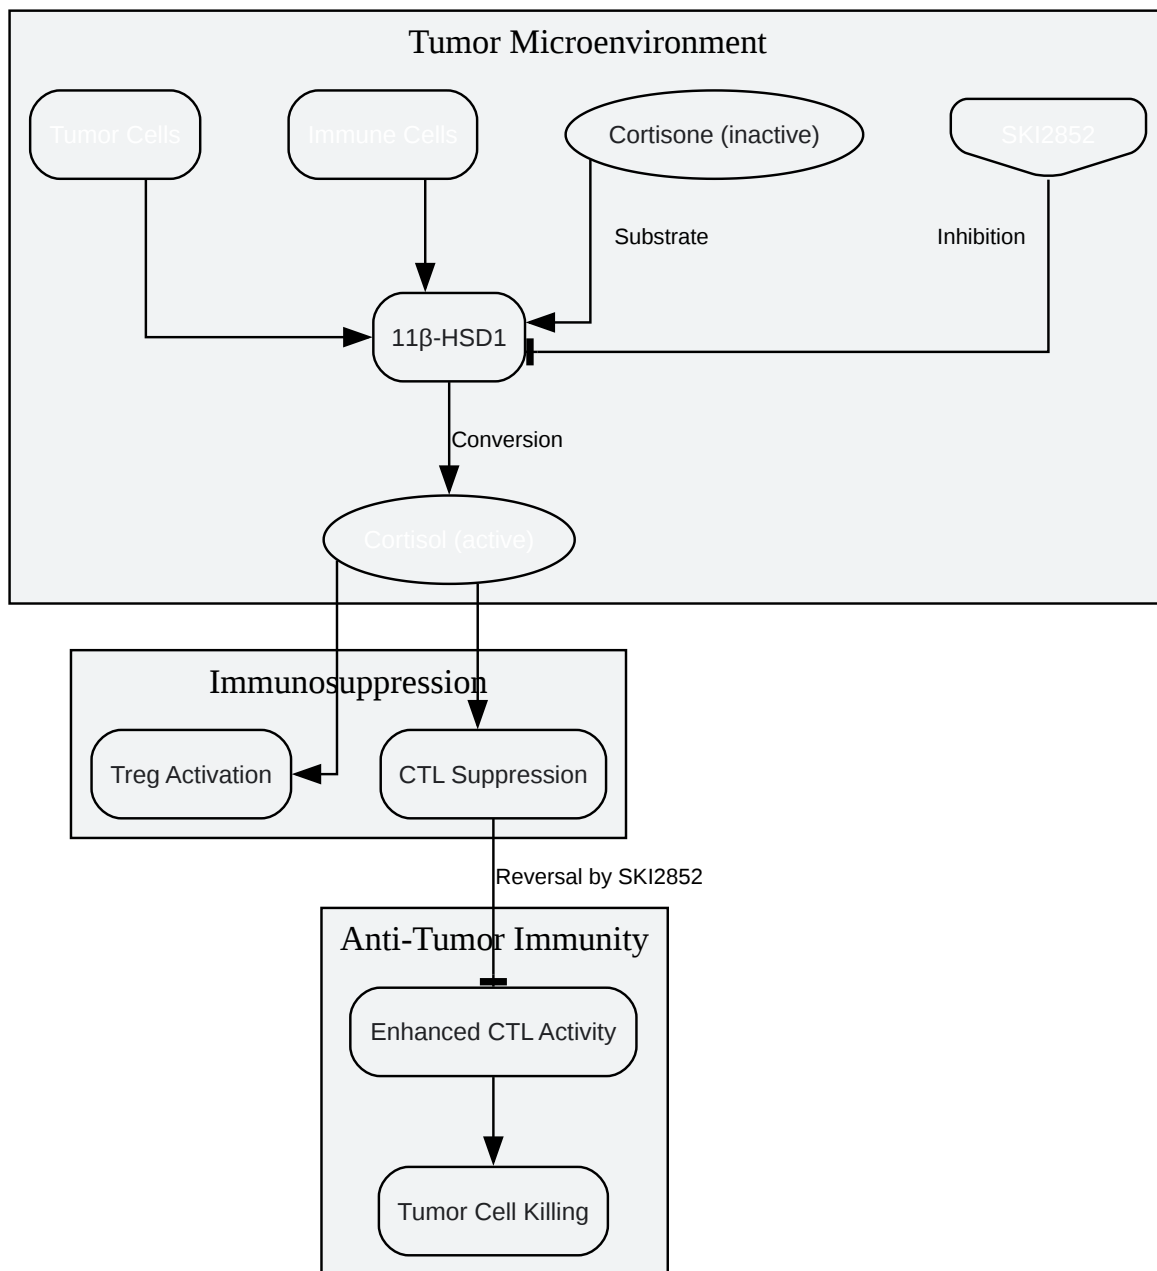 Tumor Microenvironment
Tumor Cells
Immune Cells
Cortisone (inactive)
SKI2852
Substrate
Inhibition
11β-HSD1
Conversion
Cortisol (active)
Immunosuppression
Treg Activation
CTL Suppression
Reversal by SKI2852
Anti-Tumor Immunity
Enhanced CTL Activity
Tumor Cell Killing